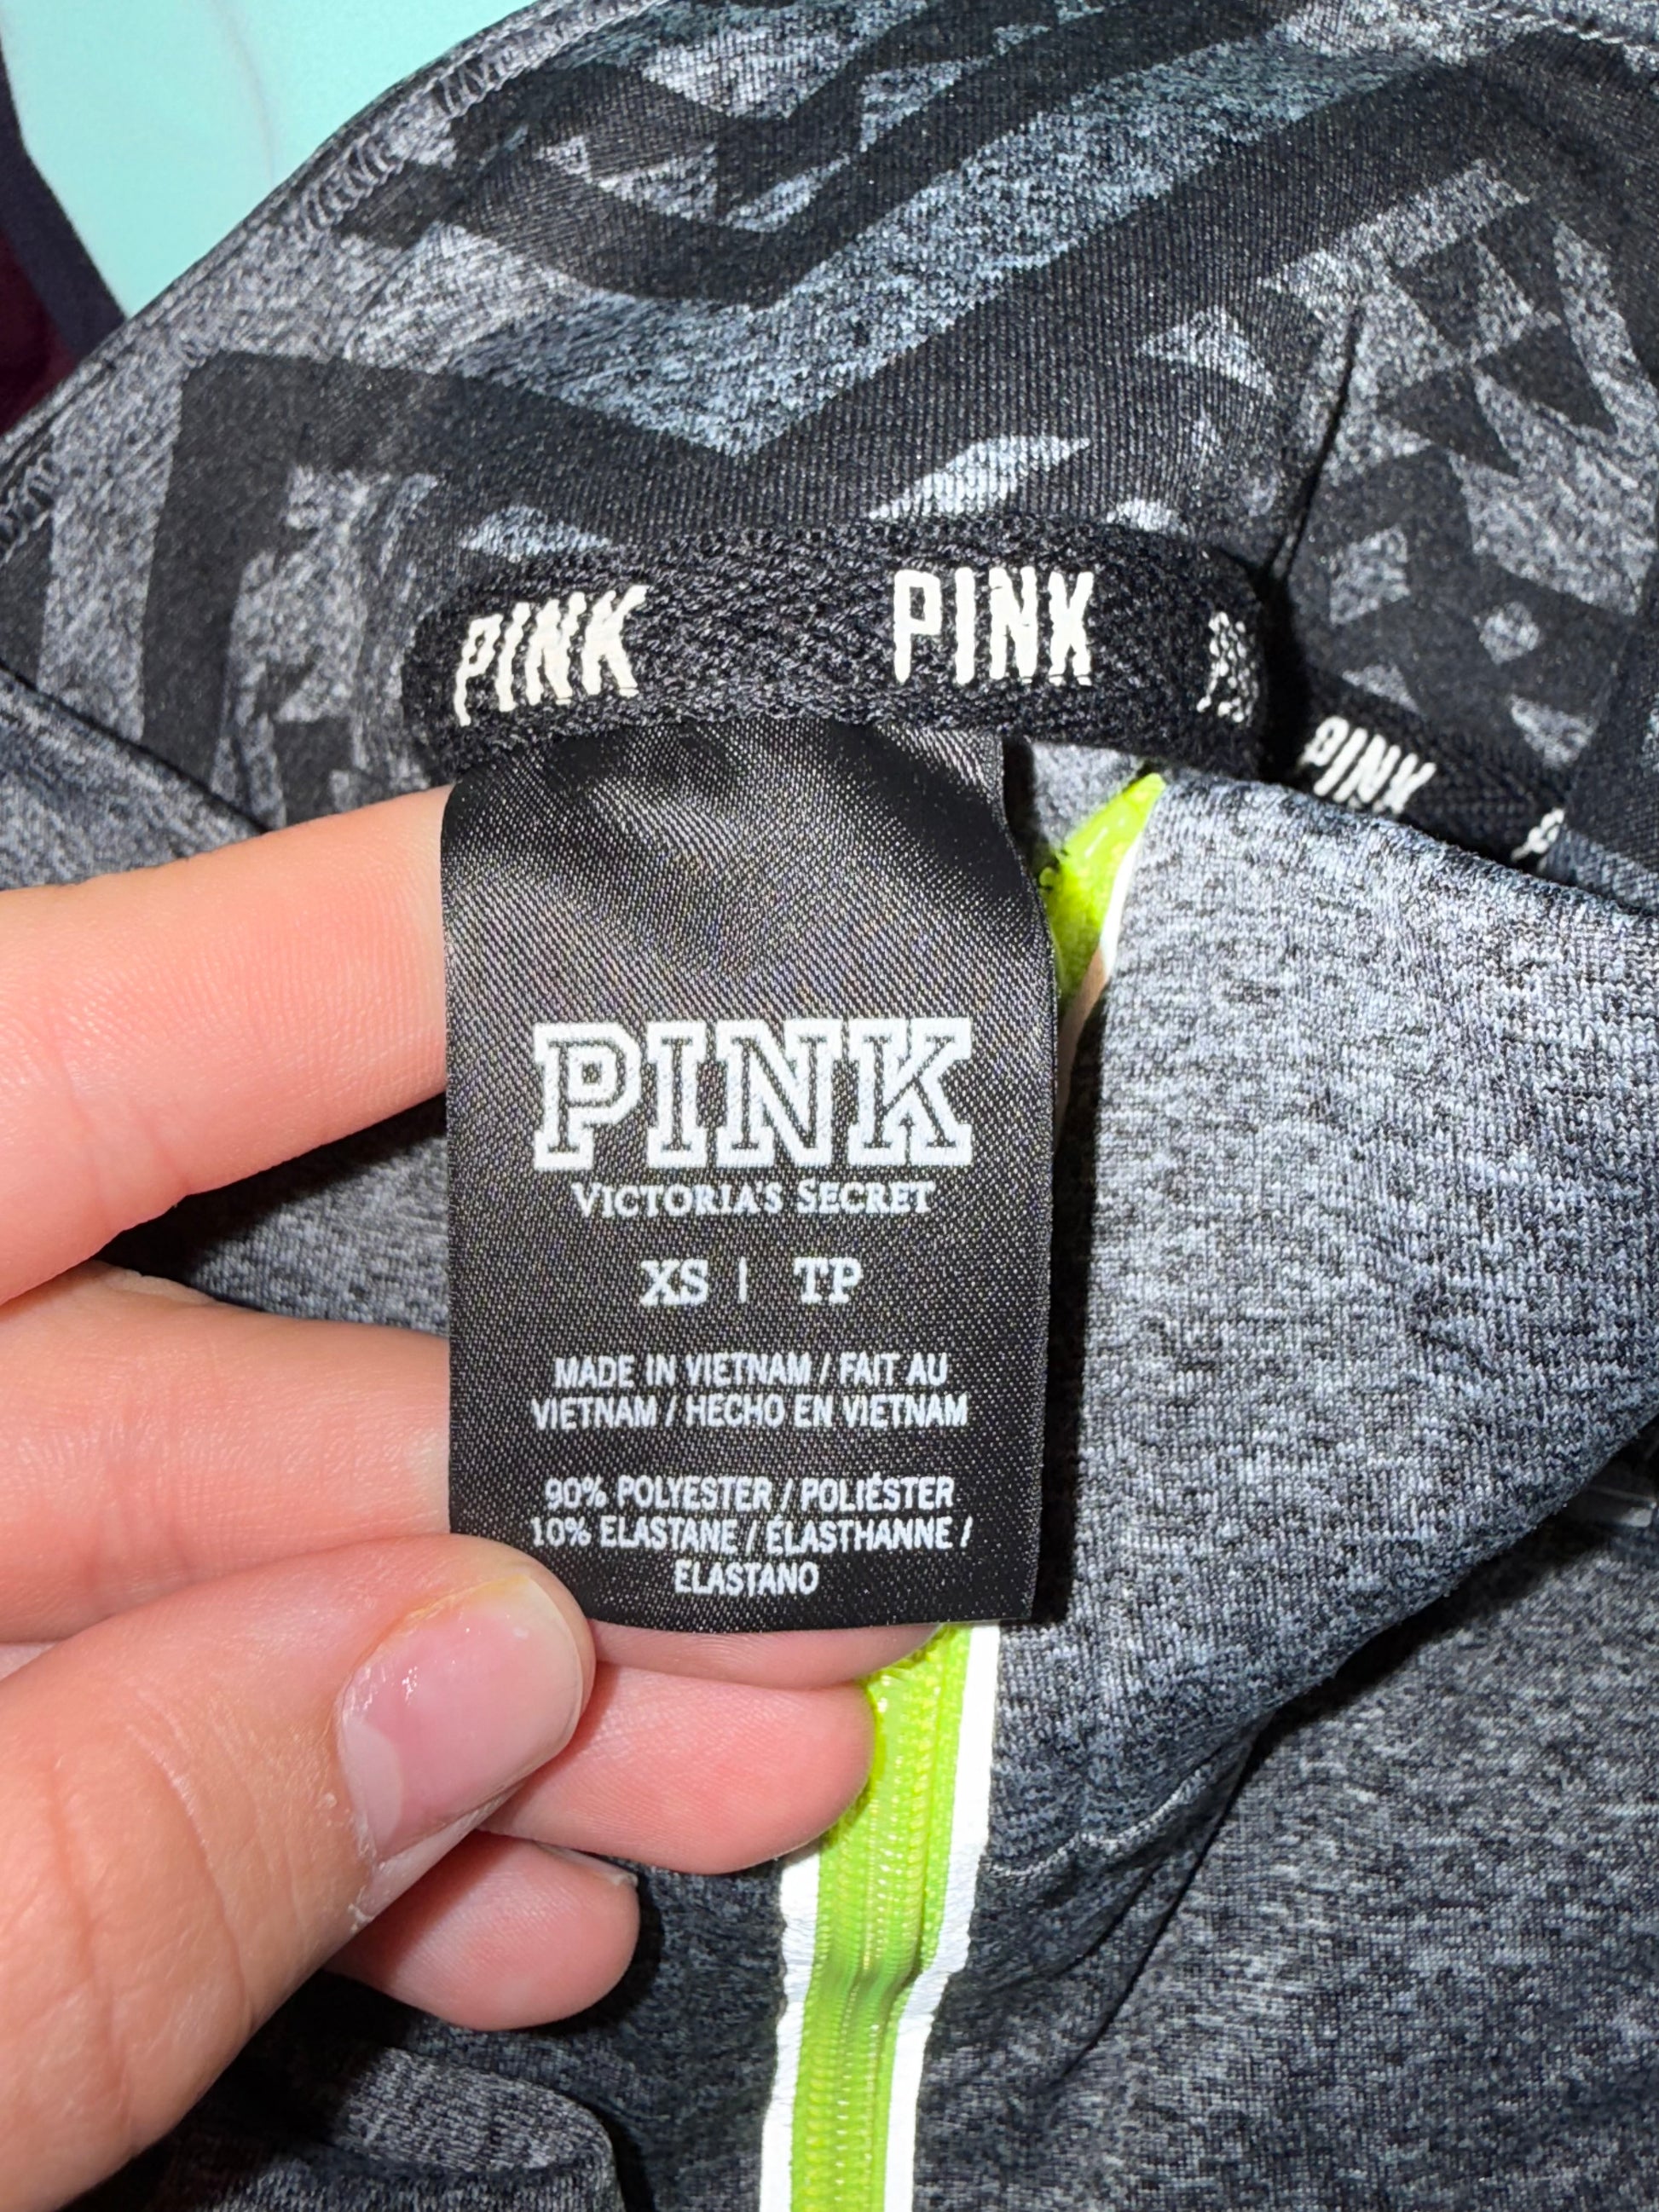 PINK PINK
PINK
PINK
VICTORIA'S SECRET
XS | TP
MADE IN VIETNAM / FAIT AU
VIETNAM / HECHO EN VIETNAM
90% POLYESTER / POLIÉSTER
10% ELASTANE / ÉLASTHANNE /
ELASTANO